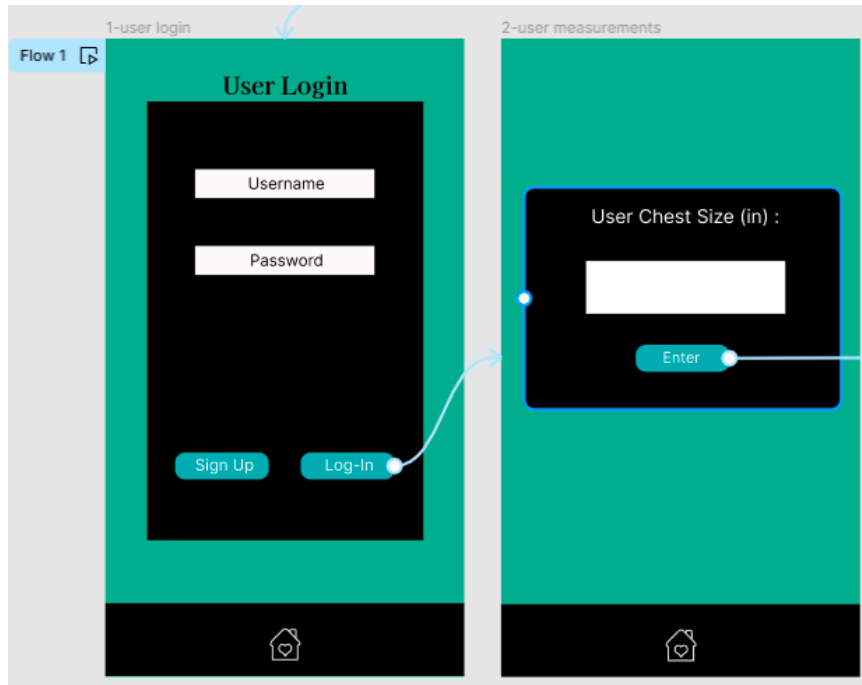 1-user login
2-user measurements
Flow 1
User Login
Username
Password
Sign Up
Log-In
User Chest Size (in) :
Enter